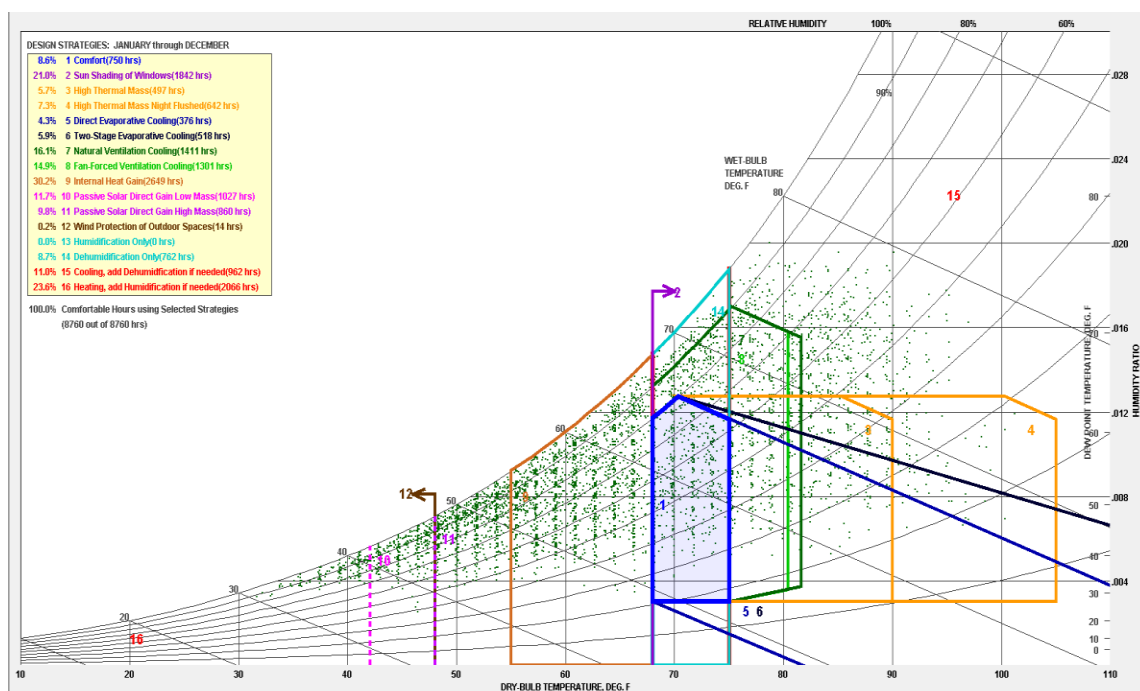 RELATIVE HUMIDITY 100% 80% 60%
DESIGN STRATEGIES: JANUARY through DECEMBER
8.6% 1 Comfort(750 hrs)
21.0% 2 Sun Shading of Windows(1842 hrs)
5.7% 3 High Thermal Mass(497 hrs)
7.3% 4 High Thermal Mass Night Flushed(642 hrs)
4.3% 5 Direct Evaporative Cooling(376 hrs)
5.9% 6 Two-Stage Evaporative Cooling(518 hrs)
16.1% 7 Natural Ventilation Cooling(1411 hrs)
14.9% 8 Fan-Forced Ventilation Cooling(1301 hrs)
30.2% 9 Internal Heat Gain(2649 hrs)
11.7% 10 Passive Solar Direct Gain Low Mass(1027 hrs)
9.8% 11 Passive Solar Direct Gain High Mass(860 hrs)
0.2% 12 Wind Protection of Outdoor Spaces(14 hrs)
0.0% 13 Humidification Only(0 hrs)
8.7% 14 Dehumidification Only(762 hrs)
11.0% 15 Cooling, add Dehumidfication if needed(962 hrs)
23.6% 16 Heating, add Humidification if needed(2066 hrs)
100.0% Comfortable Hours using Selected Strategies
(8760 out of 8760 hrs)
90%
WET-BULB
TEMPERATURE
DEG. F
80
15
80
.028
.024
.020
.016
.012
.008
.004
2
14
70
7
8
70
60
3
4
60
12
50
9
1
11
50
40
10
40
30
5 6
30
20
16
20
10
0
DEW POINT TEMPERATURE, DEG. F
HUMIDITY RATIO
10 20 30 40 50 60 70 80 90 100 110
DRY-BULB TEMPERATURE, DEG. F